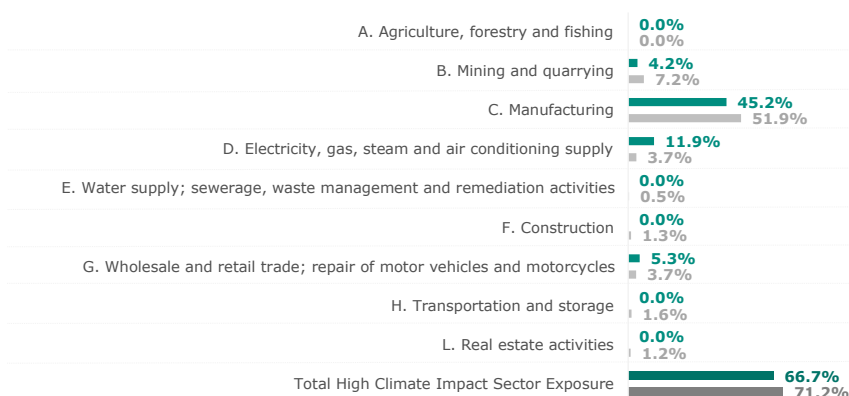 A. Agriculture, forestry and fishing 0.0%
0.0%
B. Mining and quarrying 4.2%
7.2%
C. Manufacturing 45.2%
51.9%
D. Electricity, gas, steam and air conditioning supply 11.9%
3.7%
E. Water supply; sewerage, waste management and remediation activities 0.0%
0.5%
F. Construction 0.0%
1.3%
G. Wholesale and retail trade; repair of motor vehicles and motorcycles 5.3%
3.7%
H. Transportation and storage 0.0%
1.6%
L. Real estate activities 0.0%
1.2%
Total High Climate Impact Sector Exposure 66.7%
71.2%